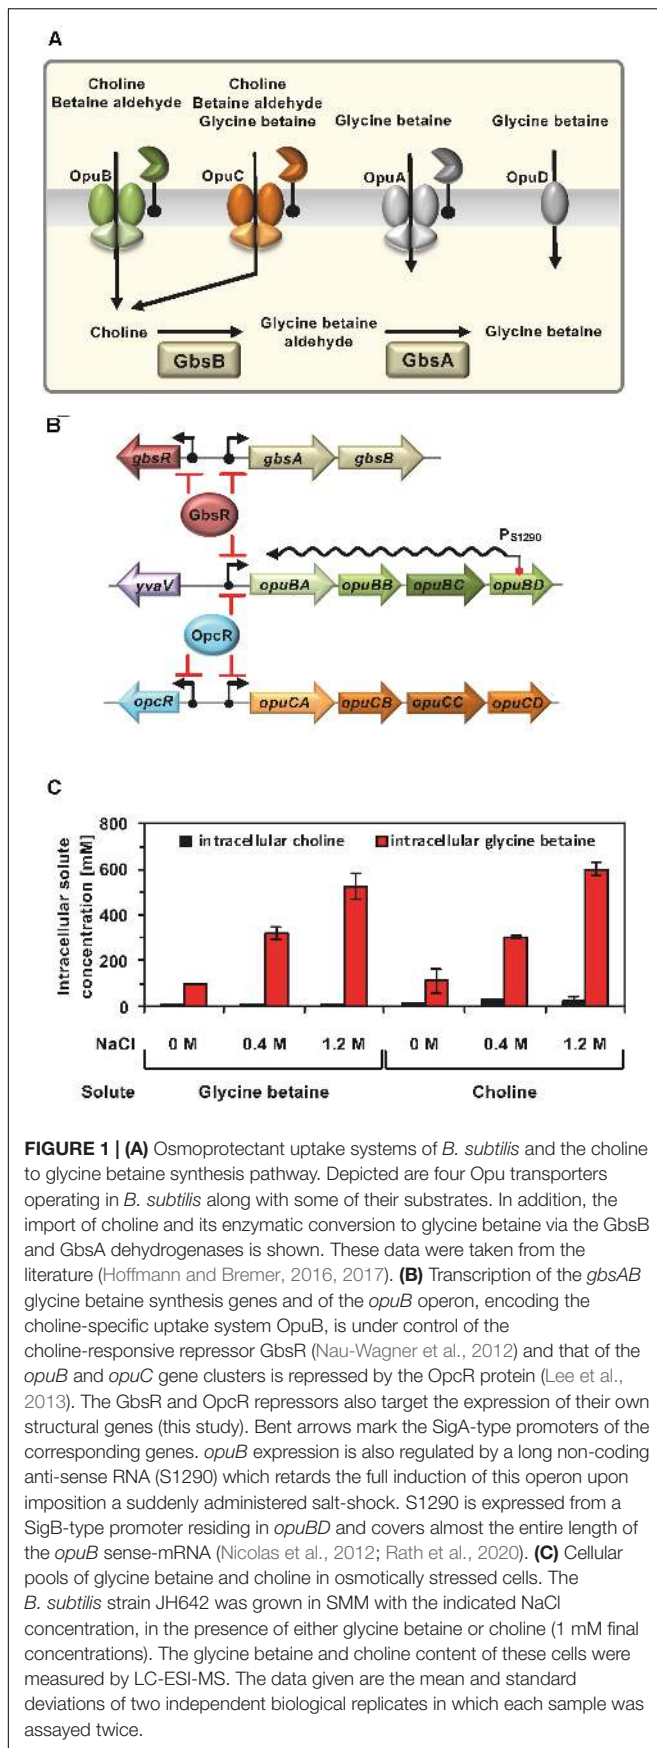 A
Choline
Betaine aldehyde
Choline
Betaine aldehyde
Glycine betaine
Glycine betaine
Glycine betaine
OpuB
OpuC
OpuA
OpuD
Choline
Glycine betaine
aldehyde
Glycine betaine
GbsB
GbsA
B
gbsR
gbsA
gbsB
GbsR
PS1290
yvaV
opuBA
opuBB
opuBC
opuBD
OpcR
opcR
opuCA
opuCB
opuCC
opuCD
C
Intracellular solute
concentration [mM]
800
600
400
200
0
intracellular choline
intracellular glycine betaine
NaCl 0 M 0.4 M 1.2 M 0 M 0.4 M 1.2 M
Solute Glycine betaine Choline
FIGURE 1 | (A) Osmoprotectant uptake systems of B. subtilis and the choline
to glycine betaine synthesis pathway. Depicted are four Opu transporters
operating in B. subtilis along with some of their substrates. In addition, the
import of choline and its enzymatic conversion to glycine betaine via the GbsB
and GbsA dehydrogenases is shown. These data were taken from the
literature (Hoffmann and Bremer, 2016, 2017). (B) Transcription of the gbsAB
glycine betaine synthesis genes and of the opuB operon, encoding the
choline-specific uptake system OpuB, is under control of the
choline-responsive repressor GbsR (Nau-Wagner et al., 2012) and that of the
opuB and opuC gene clusters is repressed by the OpcR protein (Lee et al.,
2013). The GbsR and OpcR repressors also target the expression of their own
structural genes (this study). Bent arrows mark the SigA-type promoters of the
corresponding genes. opuB expression is also regulated by a long non-coding
anti-sense RNA (S1290) which retards the full induction of this operon upon
imposition a suddenly administered salt-shock. S1290 is expressed from a
SigB-type promoter residing in opuBD and covers almost the entire length of
the opuB sense-mRNA (Nicolas et al., 2012; Rath et al., 2020). (C) Cellular
pools of glycine betaine and choline in osmotically stressed cells. The
B. subtilis strain JH642 was grown in SMM with the indicated NaCl
concentration, in the presence of either glycine betaine or choline (1 mM final
concentrations). The glycine betaine and choline content of these cells were
measured by LC-ESI-MS. The data given are the mean and standard
deviations of two independent biological replicates in which each sample was
assayed twice.